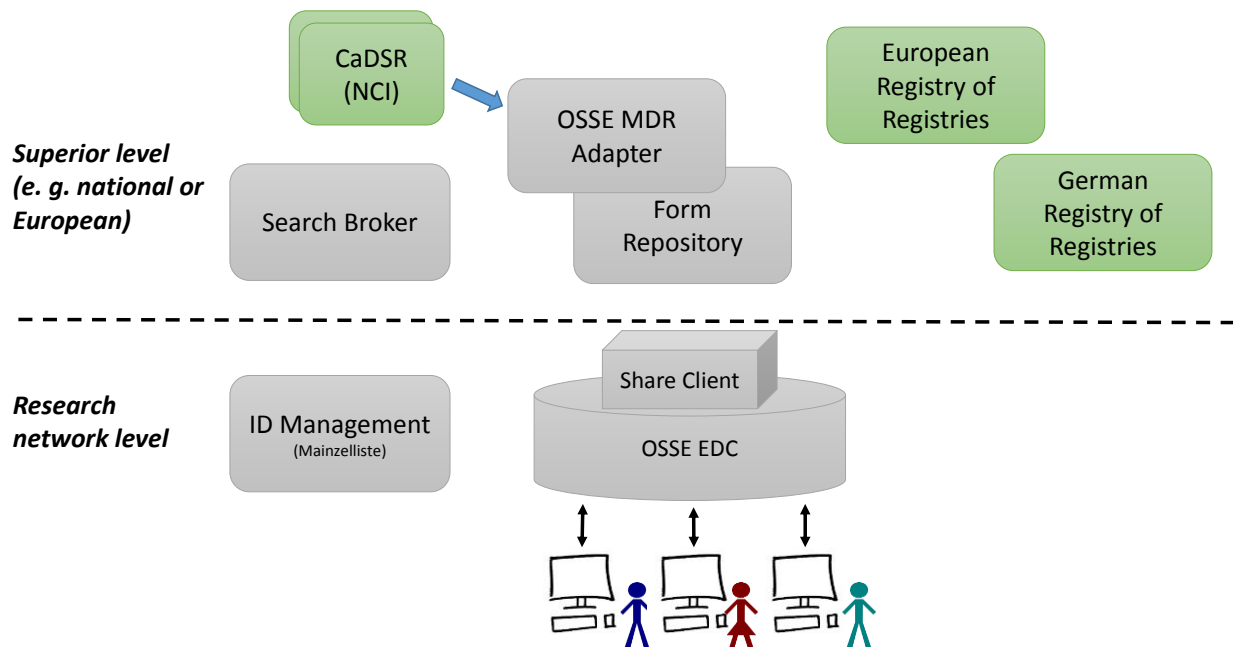 CaDSR
(NCI)
OSSE MDR
Adapter
European
Registry of
Registries
Superior level
(e. g. national or
European)
Search Broker
Form
Repository
German
Registry of
Registries
Share Client
Research
network level
ID Management
(Mainzelliste)
OSSE EDC